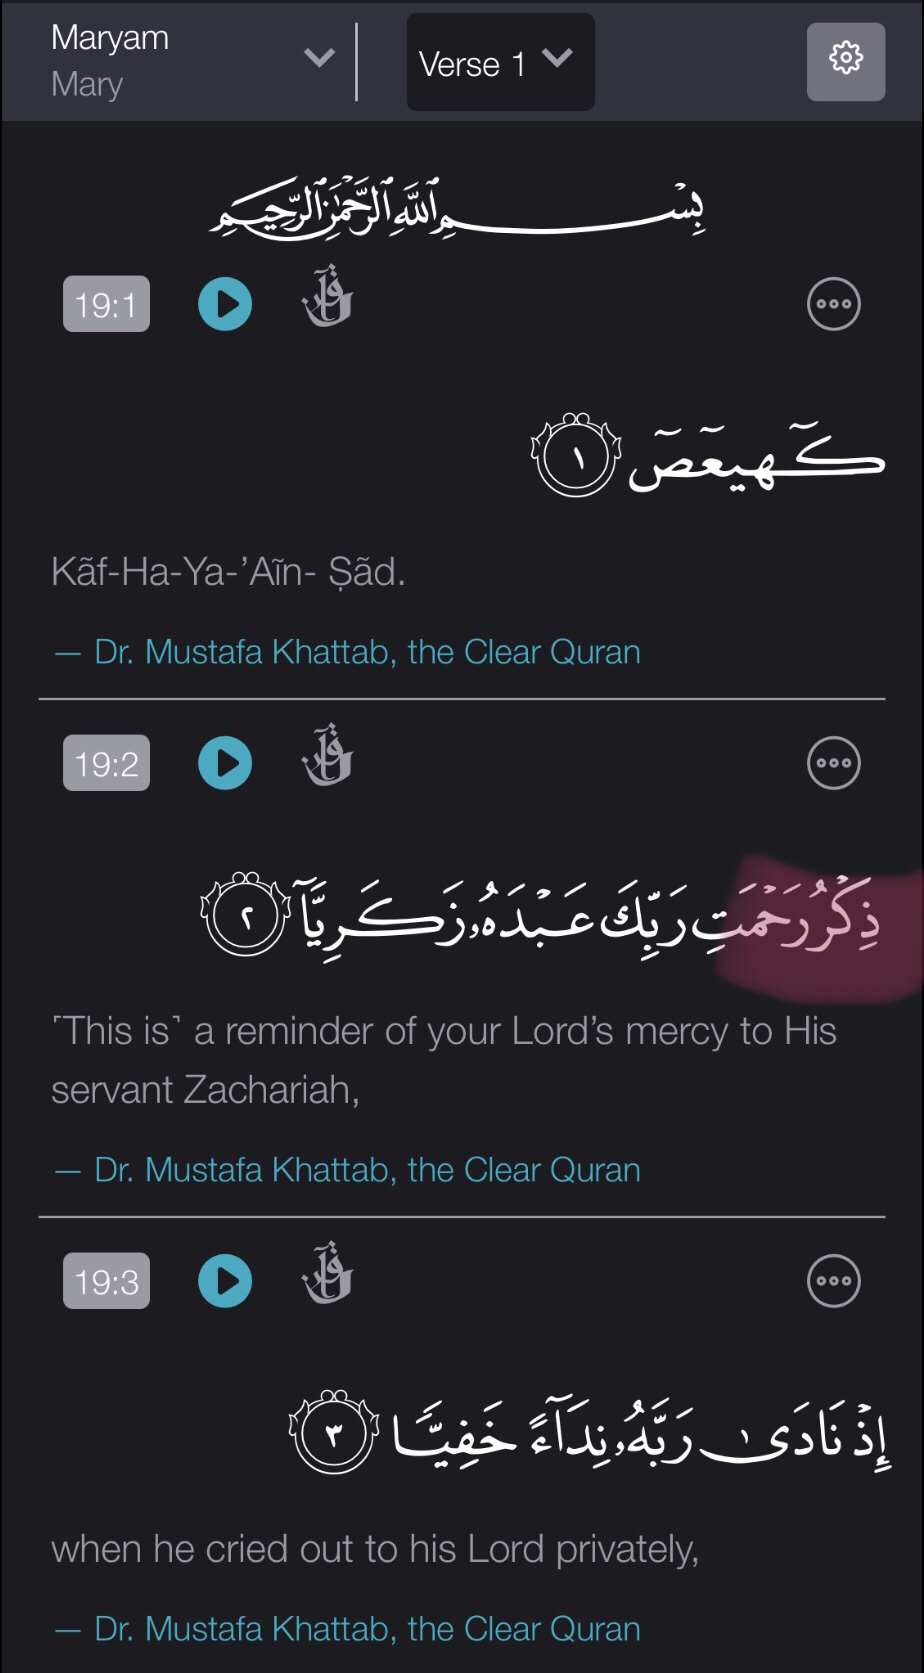 Maryam
Mary
Verse 1
بِسۡمِ ٱللَّهِ ٱلرَّحۡمَٰنِ ٱلرَّحِيمِ
19:1
كٓهيعٓصٓ ١
Kãf-Ha-Ya-’Aĩn- Ṣãd.
— Dr. Mustafa Khattab, the Clear Quran
19:2
ذِكۡرُ رَحۡمَتِ رَبِّكَ عَبۡدَهُۥ زَكَرِيَّآ ٢
˹This is˺ a reminder of your Lord’s mercy to His
servant Zachariah,
— Dr. Mustafa Khattab, the Clear Quran
19:3
إِذۡ نَادَىٰ رَبَّهُۥ نِدَآءً خَفِيّٗا ٣
when he cried out to his Lord privately,
— Dr. Mustafa Khattab, the Clear Quran